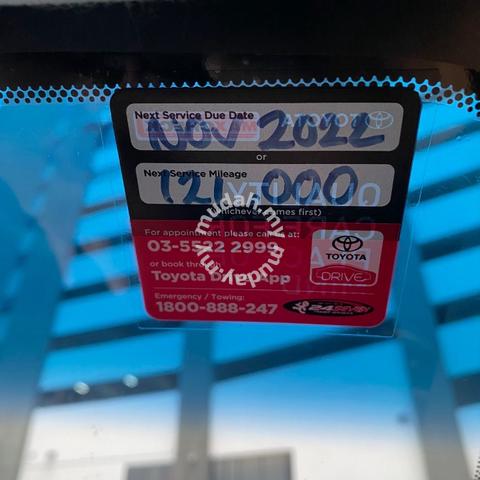 Next Service Due Date
NOV 2022
or
Next Service Mileage
121 000
(whichever comes first)
For appointment please call us at:
03-5522 2999
or book through
Toyota Drive App
TOYOTA
DRIVE
Emergency / Towing:
1800-888-247
mudah.my
mudah.my